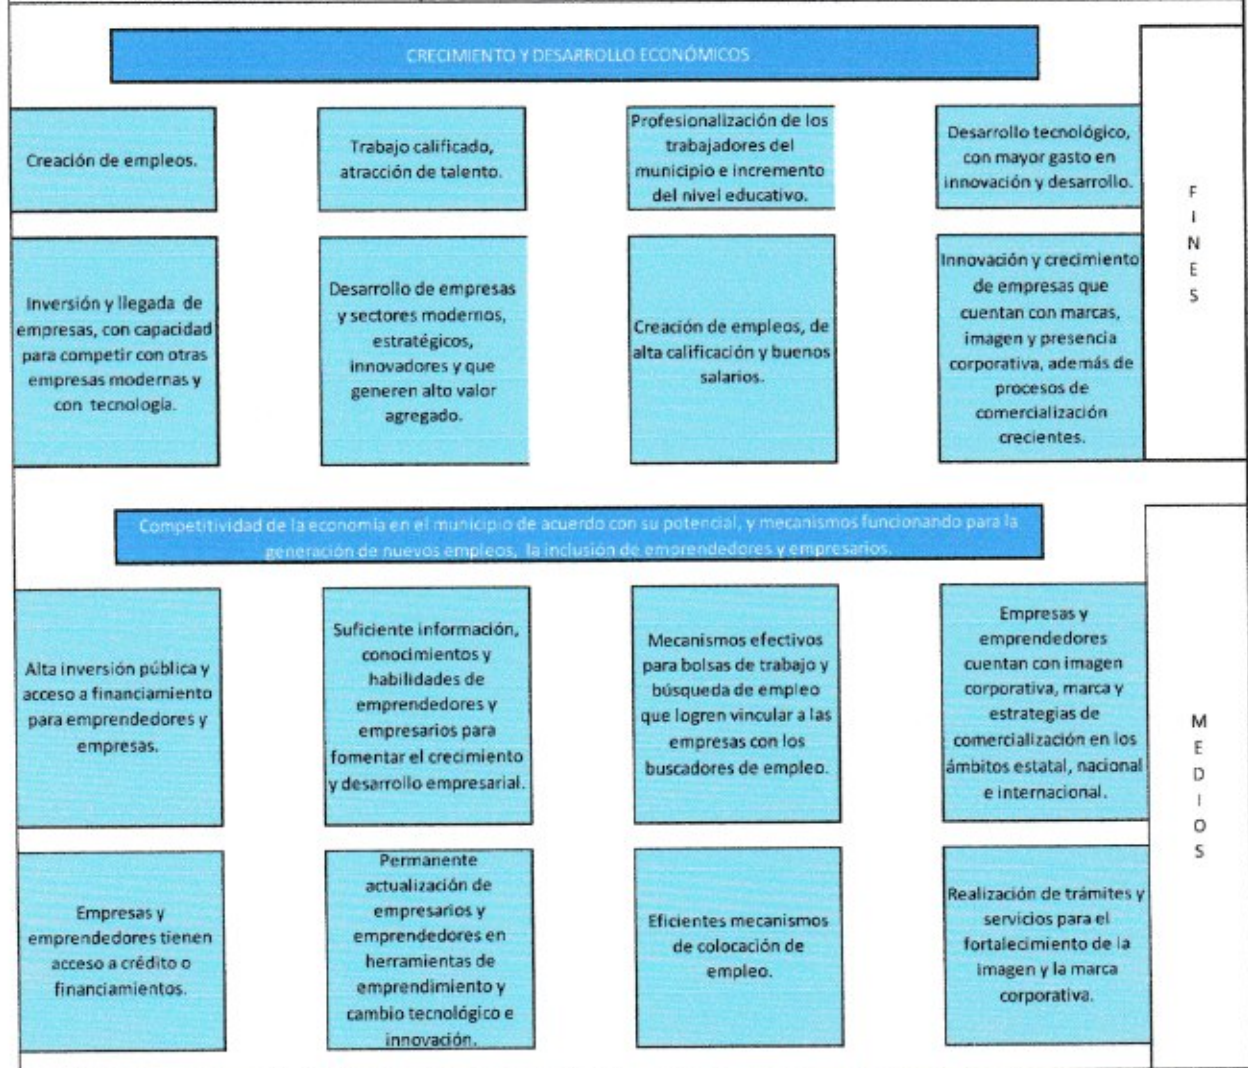 CRECIMIENTO Y DESARROLLO ECONÓMICOS
Creación de empleos.
Trabajo calificado,
atracción de talento.
Profesionalización de los
trabajadores del
municipio e incremento
del nivel educativo.
Desarrollo tecnológico,
con mayor gasto en
innovación y desarrollo.
Inversión y llegada de
empresas, con capacidad
para competir con otras
empresas modernas y
con tecnología.
Desarrollo de empresas
y sectores modernos,
estratégicos,
innovadores y que
generen alto valor
agregado.
Creación de empleos, de
alta calificación y buenos
salarios.
Innovación y crecimiento
de empresas que
cuentan con marcas,
imagen y presencia
corporativa, además de
procesos de
comercialización
crecientes.
F
I
N
E
S
Competitividad de la economía en el municipio de acuerdo con su potencial, y mecanismos funcionando para la
generación de nuevos empleos, la inclusión de emprendedores y empresarios.
Alta inversión pública y
acceso a financiamiento
para emprendedores y
empresas.
Suficiente información,
conocimientos y
habilidades de
emprendedores y
empresarios para
fomentar el crecimiento
y desarrollo empresarial.
Mecanismos efectivos
para bolsas de trabajo y
búsqueda de empleo
que logren vincular a las
empresas con los
buscadores de empleo.
Empresas y
emprendedores
cuentan con imagen
corporativa, marca y
estrategias de
comercialización en los
ámbitos estatal, nacional
e internacional.
Empresas y
emprendedores tienen
acceso a crédito o
financiamientos.
Permanente
actualización de
empresarios y
emprendedores en
herramientas de
emprendimiento y
cambio tecnológico e
innovación.
Eficientes mecanismos
de colocación de
empleo.
Realización de trámites y
servicios para el
fortalecimiento de la
imagen y la marca
corporativa.
M
E
D
I
O
S